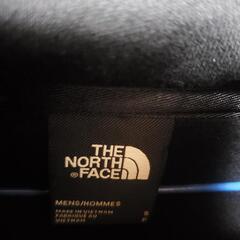 THE
NORTH
FACE
MENS/HOMMES
MADE IN VIETNAM
FABRIQUÉ AU
VIETNAM